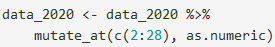 data_2020 <- data_2020 %>%
    mutate_at(c(2:28), as.numeric)